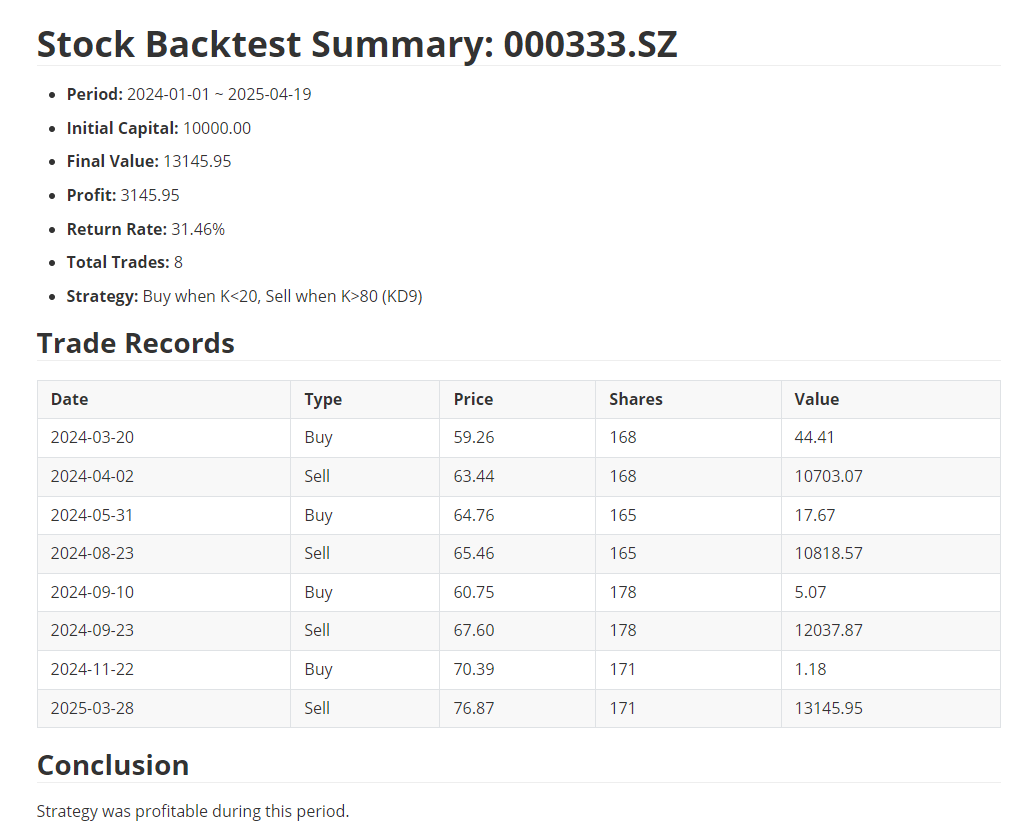 Stock Backtest Summary: 000333.SZ
Period: 2024-01-01 ~ 2025-04-19
Initial Capital: 10000.00
Final Value: 13145.95
Profit: 3145.95
Return Rate: 31.46%
Total Trades: 8
Strategy: Buy when K<20, Sell when K>80 (KD9)
Trade Records
Date Type Price Shares Value
2024-03-20 Buy 59.26 168 44.41
2024-04-02 Sell 63.44 168 10703.07
2024-05-31 Buy 64.76 165 17.67
2024-08-23 Sell 65.46 165 10818.57
2024-09-10 Buy 60.75 178 5.07
2024-09-23 Sell 67.60 178 12037.87
2024-11-22 Buy 70.39 171 1.18
2025-03-28 Sell 76.87 171 13145.95
Conclusion
Strategy was profitable during this period.